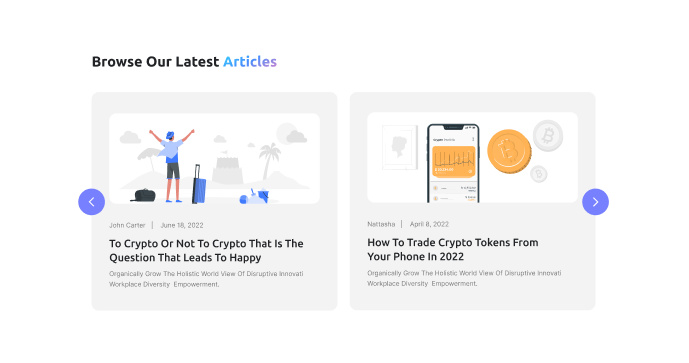 Browse Our Latest Articles
John Carter | June 18, 2022
To Crypto Or Not To Crypto That Is The
Question That Leads To Happy
Organically Grow The Holistic World View Of Disruptive Innovati
Workplace Diversity Empowerment.
Nattasha | April 8, 2022
How To Trade Crypto Tokens From
Your Phone In 2022
Organically Grow The Holistic World View Of Disruptive Innovati
Workplace Diversity Empowerment.